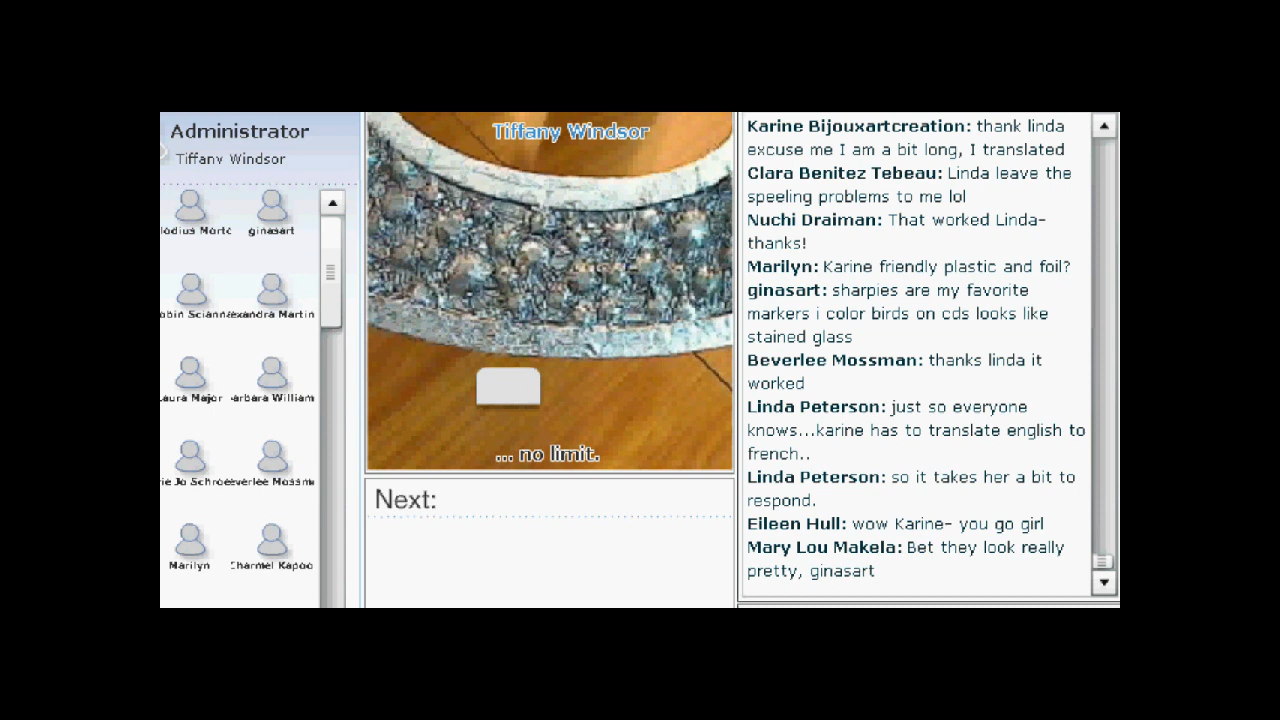 Administrator
Tiffany Windsor
ginasart
Laura Major
Marilyn
Charmel Kapoo
Tiffany Windsor
... no limit.
Next:
Karine Bijouxartcreation: thank linda
excuse me I am a bit long, I translated
Clara Benitez Tebeau: Linda leave the
speeling problems to me lol
Nuchi Draiman: That worked Linda-
thanks!
Marilyn: Karine friendly plastic and foil?
ginasart: sharpies are my favorite
markers i color birds on cds looks like
stained glass
Beverlee Mossman: thanks linda it
worked
Linda Peterson: just so everyone
knows...karine has to translate english to
french..
Linda Peterson: so it takes her a bit to
respond.
Eileen Hull: wow Karine- you go girl
Mary Lou Makela: Bet they look really
pretty, ginasart